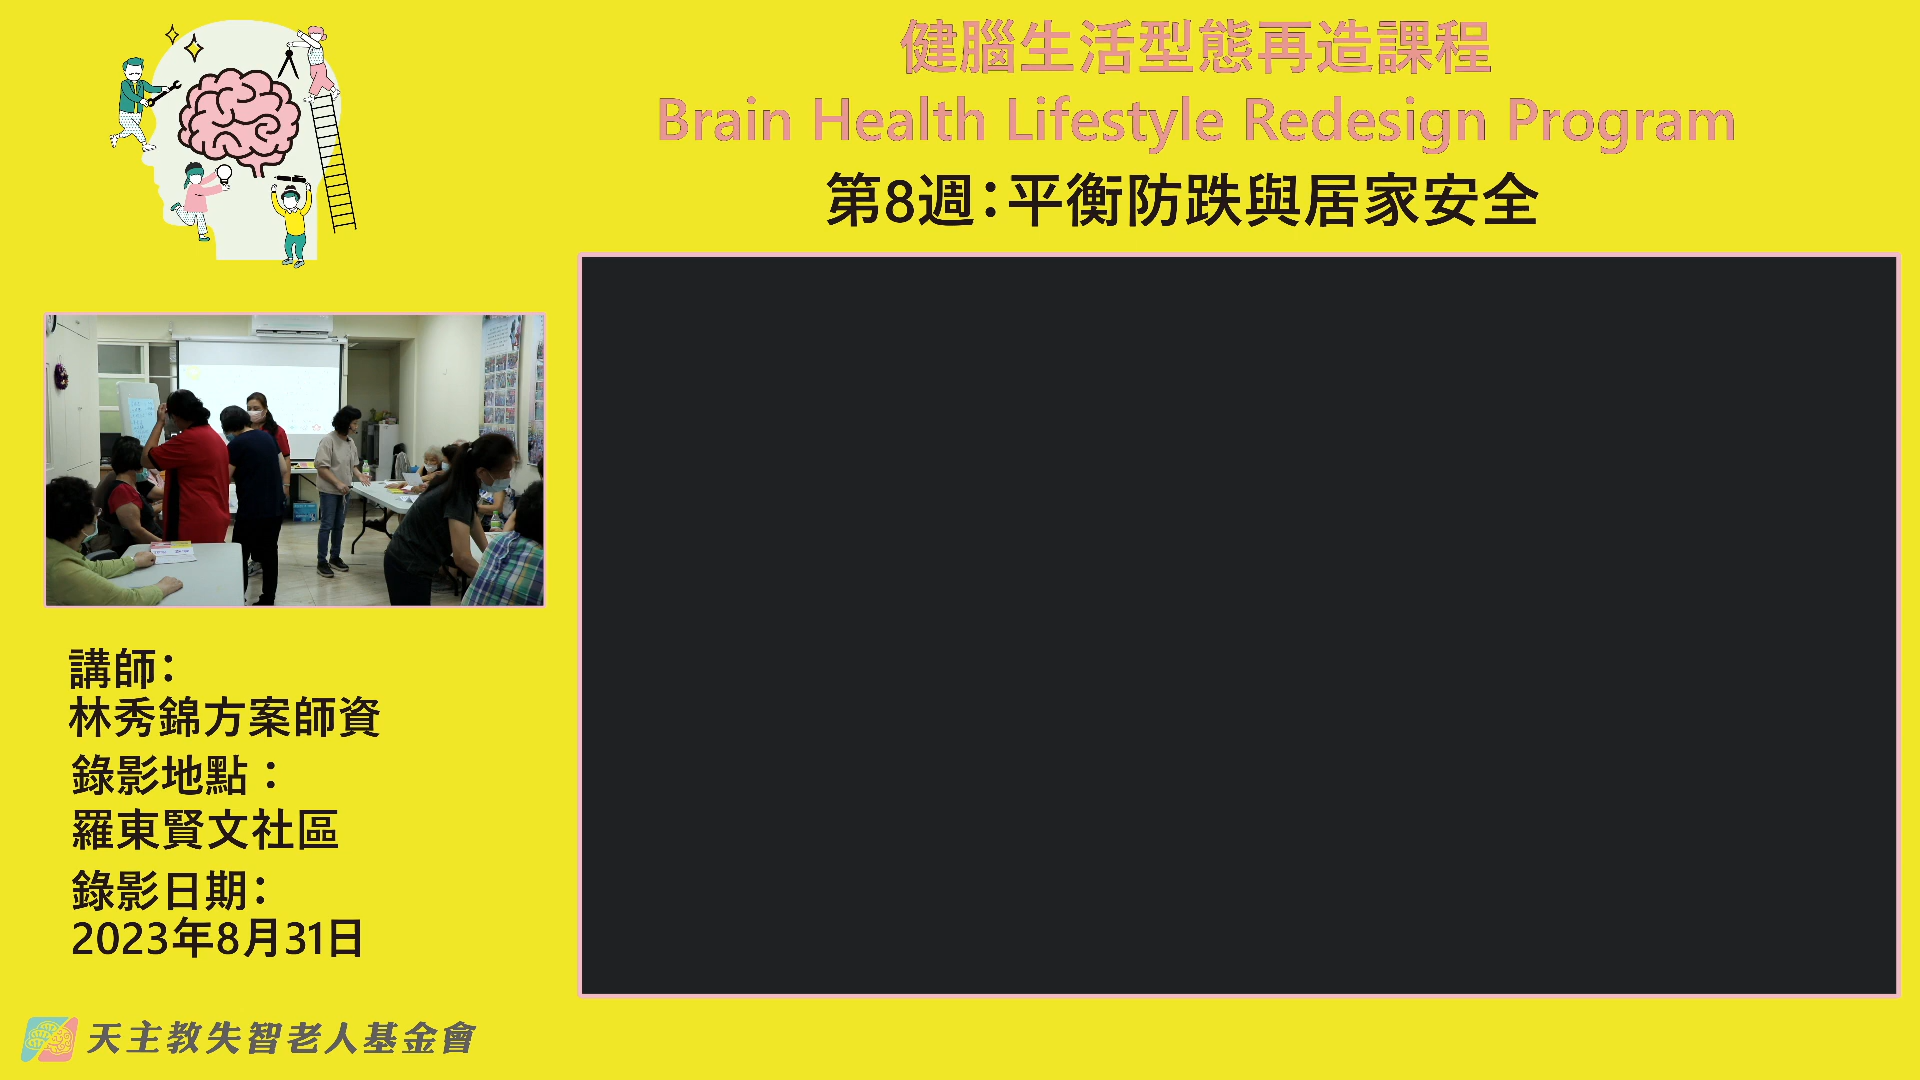 健腦生活型態再造課程
Brain Health Lifestyle Redesign Program
第8週：平衡防跌與居家安全
講師：
林秀錦方案師資
錄影地點：
羅東賢文社區
錄影日期：
2023年8月31日
天主教失智老人基金會